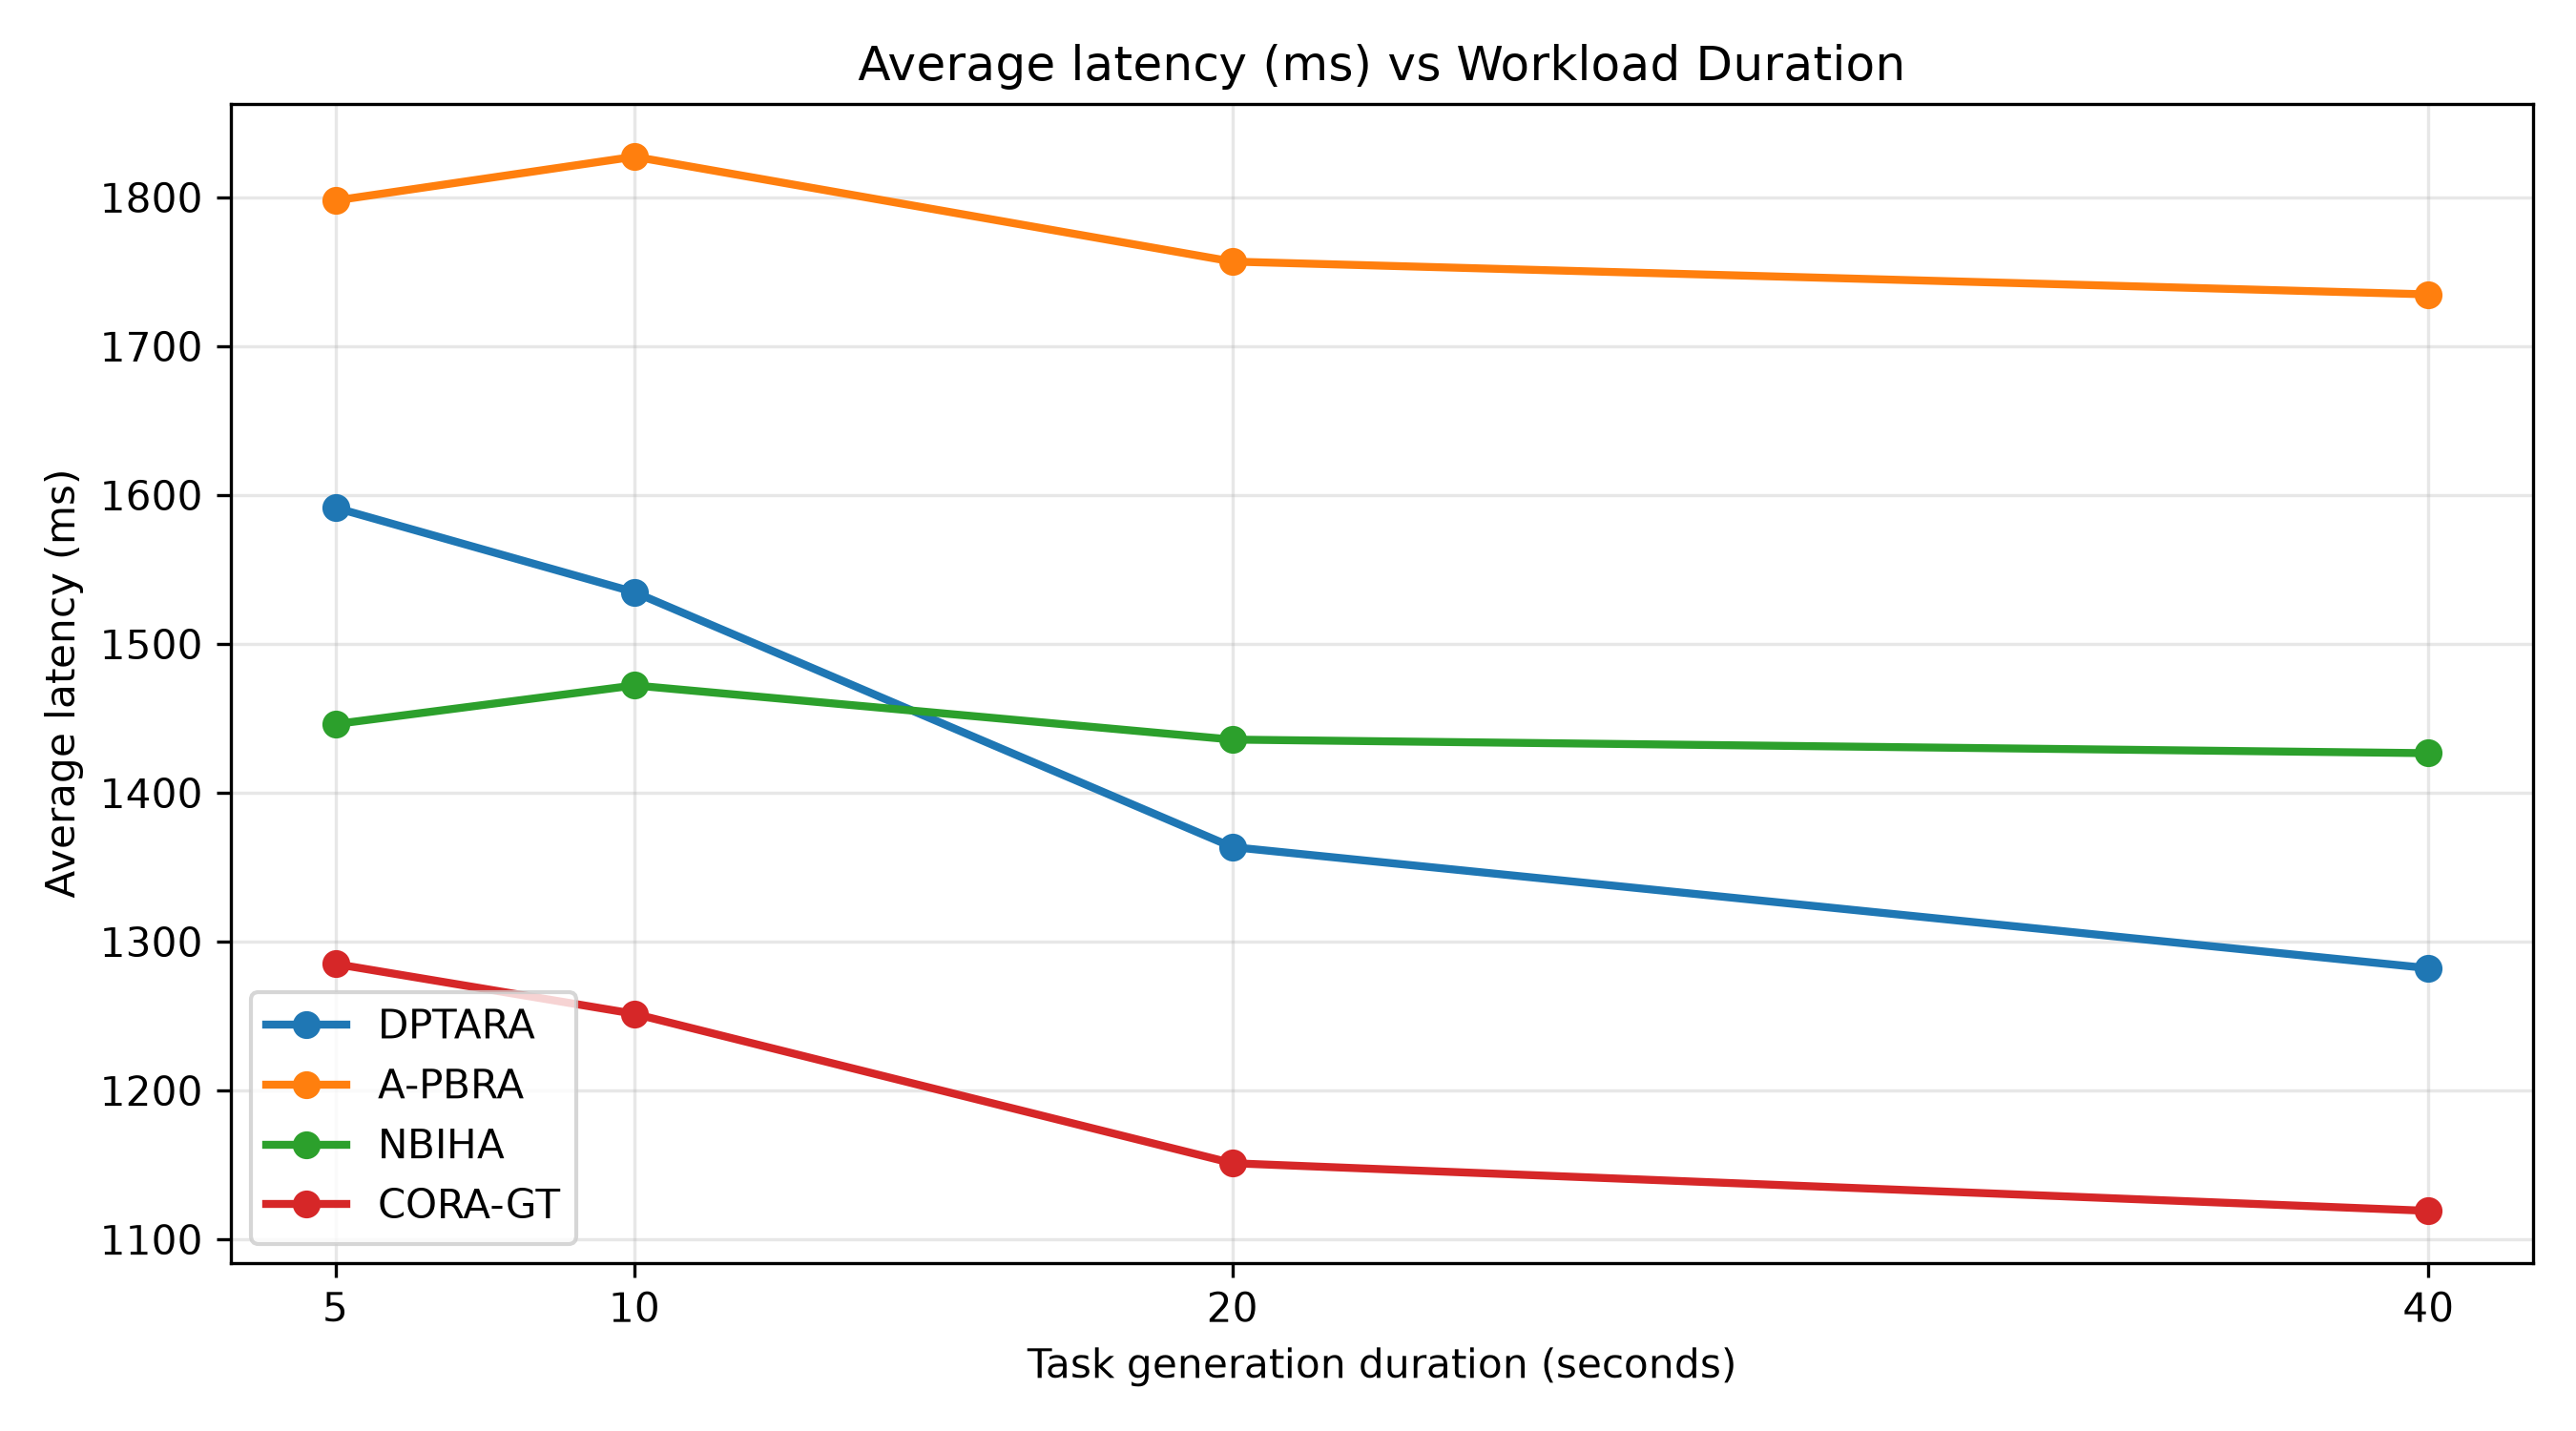 Average latency (ms) vs Workload Duration
Average latency (ms)
1800
1700
1600
1500
1400
1300
1200
1100
DPTARA
A-PBRA
NBIHA
CORA-GT
5 10 20 40
Task generation duration (seconds)